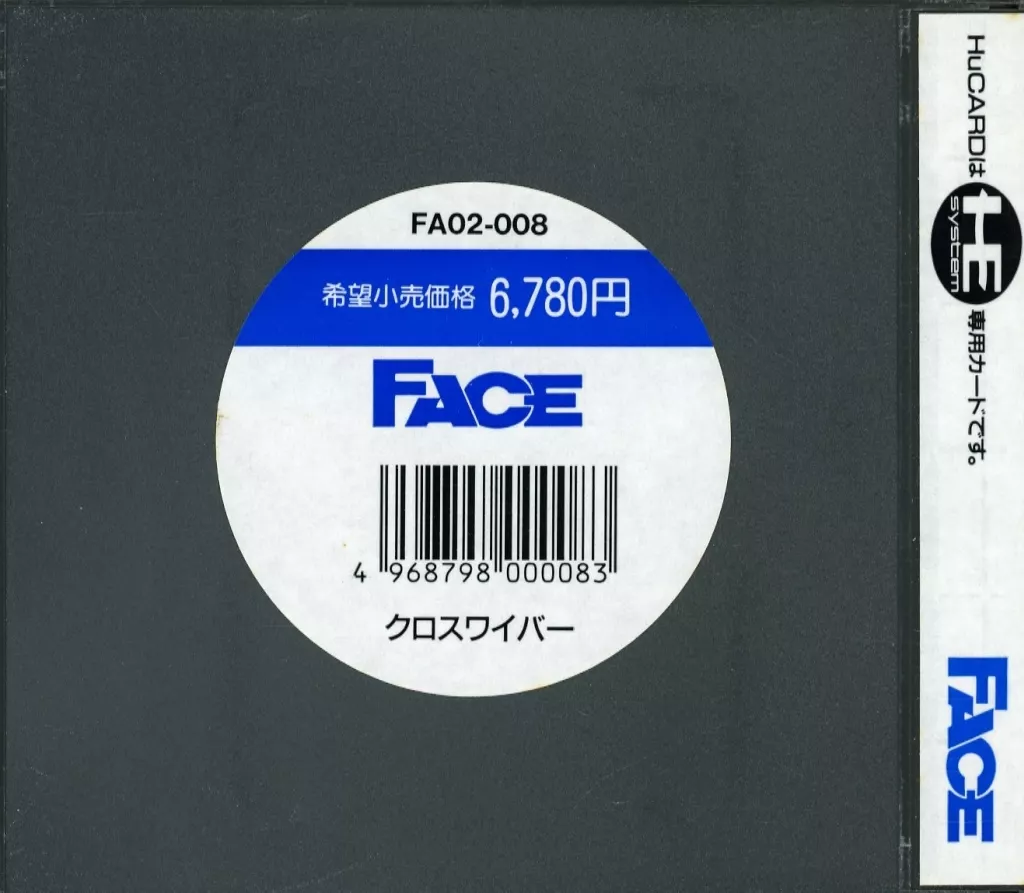 FA02-008
希望小売価格 6,780円
FACE
4 968798 000083
クロスワイバー
HuCARDは HE system 専用カードです。
FACE